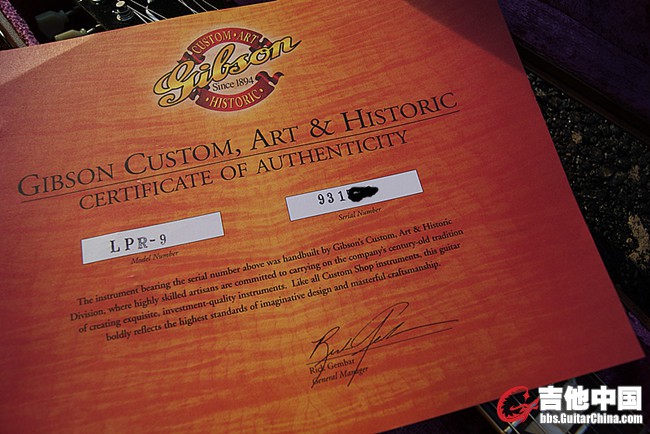 CUSTOM • ART
Gibson
Since 1894
• HISTORIC •
GIBSON CUSTOM, ART & HISTORIC
CERTIFICATE OF AUTHENTICITY
LPR-9
Model Number
931
Serial Number
The instrument bearing the serial number above was handbuilt by Gibson's Custom, Art & Historic
Division, where highly skilled artisans are committed to carrying on the company's century-old tradition
of creating exquisite, investment-quality instruments. Like all Custom Shop instruments, this guitar
boldly reflects the highest standards of imaginative design and masterful craftsmanship.
Rick Gembar
General Manager
吉他中国
bbs.GuitarChina.com